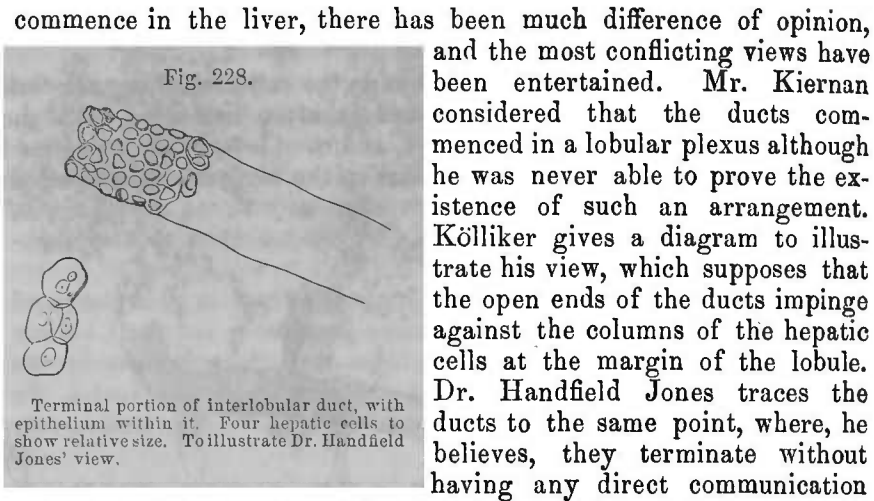 commence in the liver, there has been much difference of opinion,
and the most conflicting views have
been entertained. Mr. Kiernan
considered that the ducts com-
menced in a lobular plexus although
he was never able to prove the ex-
istence of such an arrangement.
Kölliker gives a diagram to illus-
trate his view, which supposes that
the open ends of the ducts impinge
against the columns of the hepatic
cells at the margin of the lobule.
Dr. Handfield Jones traces the
ducts to the same point, where, he
believes, they terminate without
having any direct communication
Fig. 228.
Terminal portion of interlobular duct, with
epithelium within it. Four hepatic cells to
show relative size. To illustrate Dr. Handfield
Jones' view.